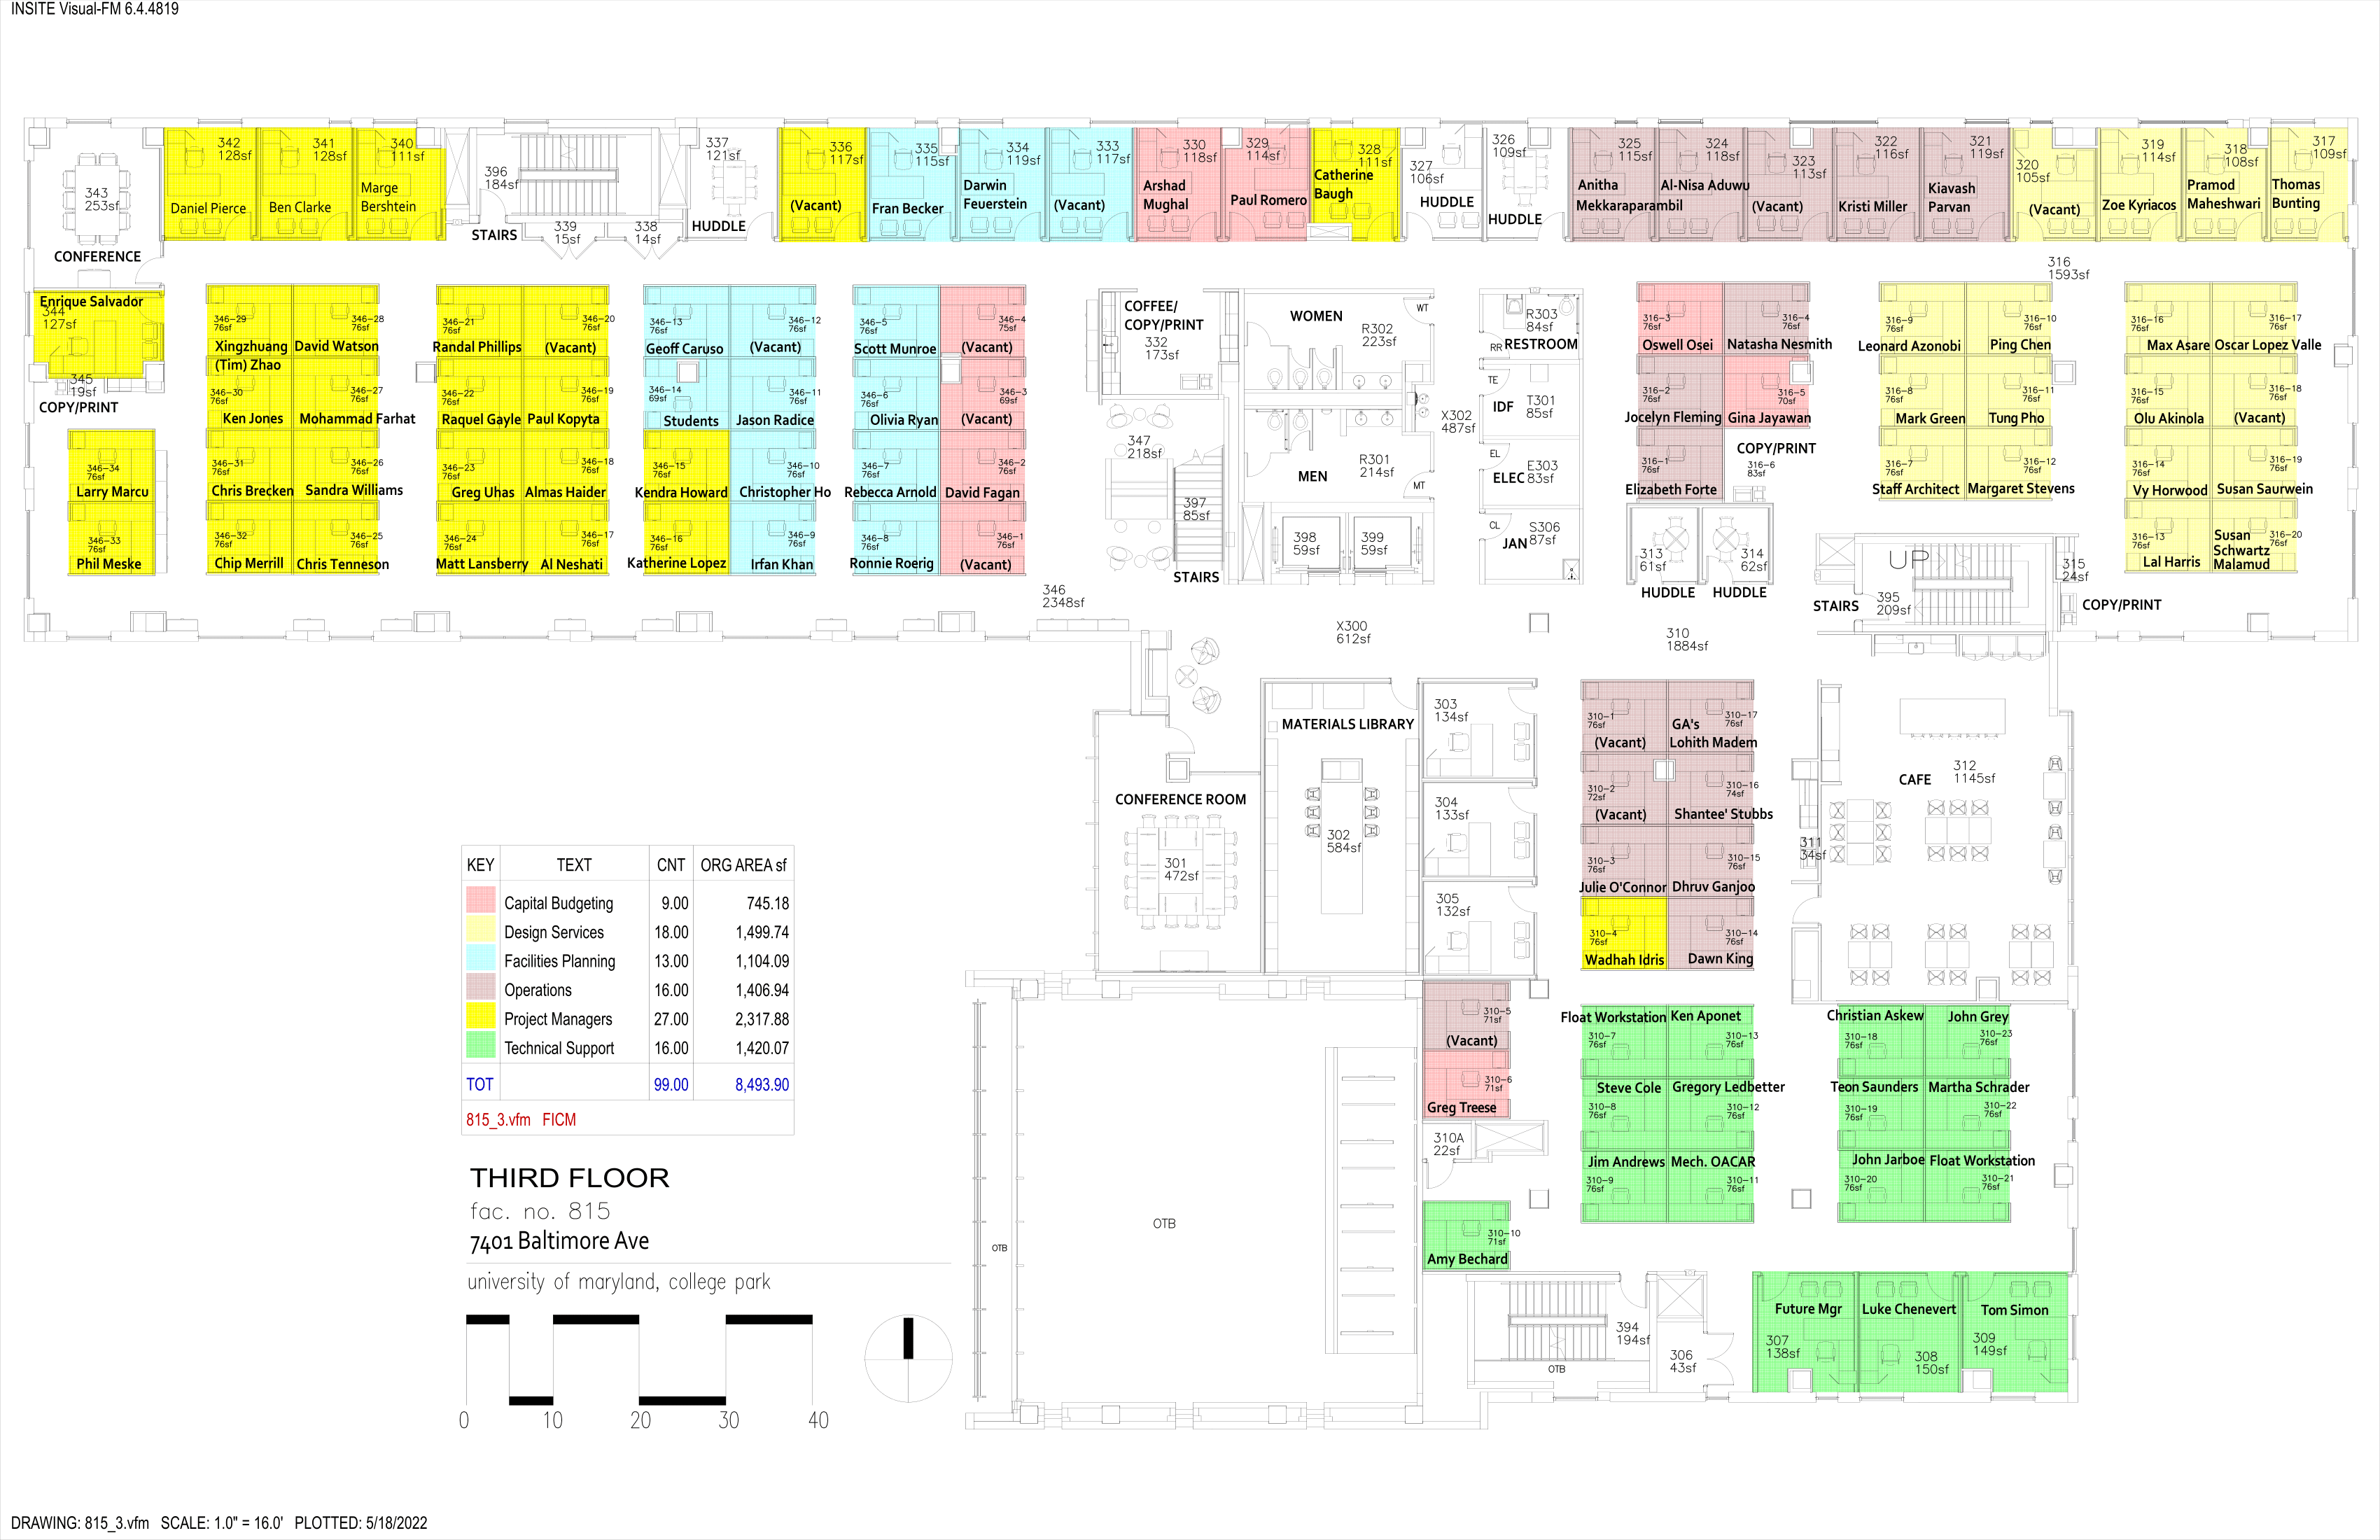 INSITE Visual-FM 6.4.4819
343
253sf
CONFERENCE
342
128sf
Daniel Pierce
341
128sf
Ben Clarke
340
111sf
Marge
Bershtein
396
184sf
STAIRS
339
15sf
338
14sf
337
121sf
HUDDLE
336
117sf
(Vacant)
335
115sf
Fran Becker
334
119sf
Darwin
Feuerstein
333
117sf
(Vacant)
330
118sf
Arshad
Mughal
329
114sf
Paul Romero
328
111sf
Catherine
Baugh
327
106sf
HUDDLE
326
109sf
HUDDLE
325
115sf
Anitha
Mekkaraparambil
324
118sf
Al-Nisa Aduwu
323
113sf
(Vacant)
322
116sf
Kristi Miller
321
119sf
Kiavash
Parvan
320
105sf
(Vacant)
319
114sf
Zoe Kyriacos
318
108sf
Pramod
Maheshwari
317
109sf
Thomas
Bunting
316
1593sf
Enrique Salvador
344
127sf
345
19sf
COPY/PRINT
346-34
76sf
Larry Marcu
346-33
76sf
Phil Meske
346-29
76sf
Xingzhuang
(Tim) Zhao
346-28
76sf
David Watson
346-30
76sf
Ken Jones
346-27
76sf
Mohammad Farhat
346-31
76sf
Chris Brecken
346-26
76sf
Sandra Williams
346-32
76sf
Chip Merrill
346-25
76sf
Chris Tenneson
346-21
76sf
Randal Phillips
346-20
76sf
(Vacant)
346-22
76sf
Raquel Gayle
346-19
76sf
Paul Kopyta
346-23
76sf
Greg Uhas
346-18
76sf
Almas Haider
346-24
76sf
Matt Lansberry
346-17
76sf
Al Neshati
346-13
76sf
Geoff Caruso
346-12
76sf
(Vacant)
346-14
69sf
Students
346-11
76sf
Jason Radice
346-15
76sf
Kendra Howard
346-10
76sf
Christopher Ho
346-16
76sf
Katherine Lopez
346-9
76sf
Irfan Khan
346-5
76sf
Scott Munroe
346-4
75sf
(Vacant)
346-6
76sf
Olivia Ryan
346-3
69sf
(Vacant)
346-7
76sf
Rebecca Arnold
346-2
76sf
David Fagan
346-8
76sf
Ronnie Roerig
346-1
76sf
(Vacant)
346
2348sf
COFFEE/
COPY/PRINT
332
173sf
347
218sf
397
85sf
STAIRS
WOMEN
R302
223sf
WT
MEN
R301
214sf
MT
398
59sf
399
59sf
X302
487sf
R303
84sf
RR RESTROOM
TE
IDF
T301
85sf
EL
ELEC
E303
83sf
CL
JAN
S306
87sf
316-3
76sf
Oswell Osei
316-4
76sf
Natasha Nesmith
316-2
76sf
Jocelyn Fleming
316-5
70sf
Gina Jayawan
316-1
76sf
Elizabeth Forte
COPY/PRINT
316-6
83sf
313
61sf
HUDDLE
314
62sf
HUDDLE
316-9
76sf
Leonard Azonobi
316-10
76sf
Ping Chen
316-8
76sf
Mark Green
316-11
76sf
Tung Pho
316-7
76sf
Staff Architect
316-12
76sf
Margaret Stevens
316-16
76sf
Max Asare
316-17
76sf
Oscar Lopez Valle
316-15
76sf
Olu Akinola
316-18
76sf
(Vacant)
316-14
76sf
Vy Horwood
316-19
76sf
Susan Saurwein
316-13
76sf
Lal Harris
316-20
76sf
Susan
Schwartz
Malamud
UP
STAIRS
395
209sf
315
24sf
COPY/PRINT
X300
612sf
310
1884sf
CONFERENCE ROOM
301
472sf
MATERIALS LIBRARY
302
584sf
303
134sf
304
133sf
305
132sf
310-1
76sf
(Vacant)
310-17
76sf
GA's
Lohith Madem
310-2
72sf
(Vacant)
310-16
74sf
Shantee' Stubbs
310-3
76sf
Julie O'Connor
310-15
76sf
Dhruv Ganjoo
310-4
76sf
Wadhah Idris
310-14
76sf
Dawn King
CAFE
312
1145sf
311
34sf
310-5
71sf
(Vacant)
310-6
71sf
Greg Treese
310A
22sf
310-10
71sf
Amy Bechard
Float Workstation
310-7
76sf
Ken Aponet
310-13
76sf
Steve Cole
310-8
76sf
Gregory Ledbetter
310-12
76sf
Jim Andrews
310-9
76sf
Mech. OACAR
310-11
76sf
Christian Askew
310-18
76sf
John Grey
310-23
76sf
Teon Saunders
310-19
76sf
Martha Schrader
310-22
76sf
John Jarboe
310-20
76sf
Float Workstation
310-21
76sf
OTB
OTB
OTB
394
194sf
306
43sf
Future Mgr
307
138sf
Luke Chenevert
308
150sf
Tom Simon
309
149sf
KEY TEXT CNT ORG AREA sf
Capital Budgeting 9.00 745.18
Design Services 18.00 1,499.74
Facilities Planning 13.00 1,104.09
Operations 16.00 1,406.94
Project Managers 27.00 2,317.88
Technical Support 16.00 1,420.07
TOT 99.00 8,493.90
815_3.vfm FICM
THIRD FLOOR
fac. no. 815
7401 Baltimore Ave
university of maryland, college park
0 10 20 30 40
DRAWING: 815_3.vfm SCALE: 1.0" = 16.0' PLOTTED: 5/18/2022